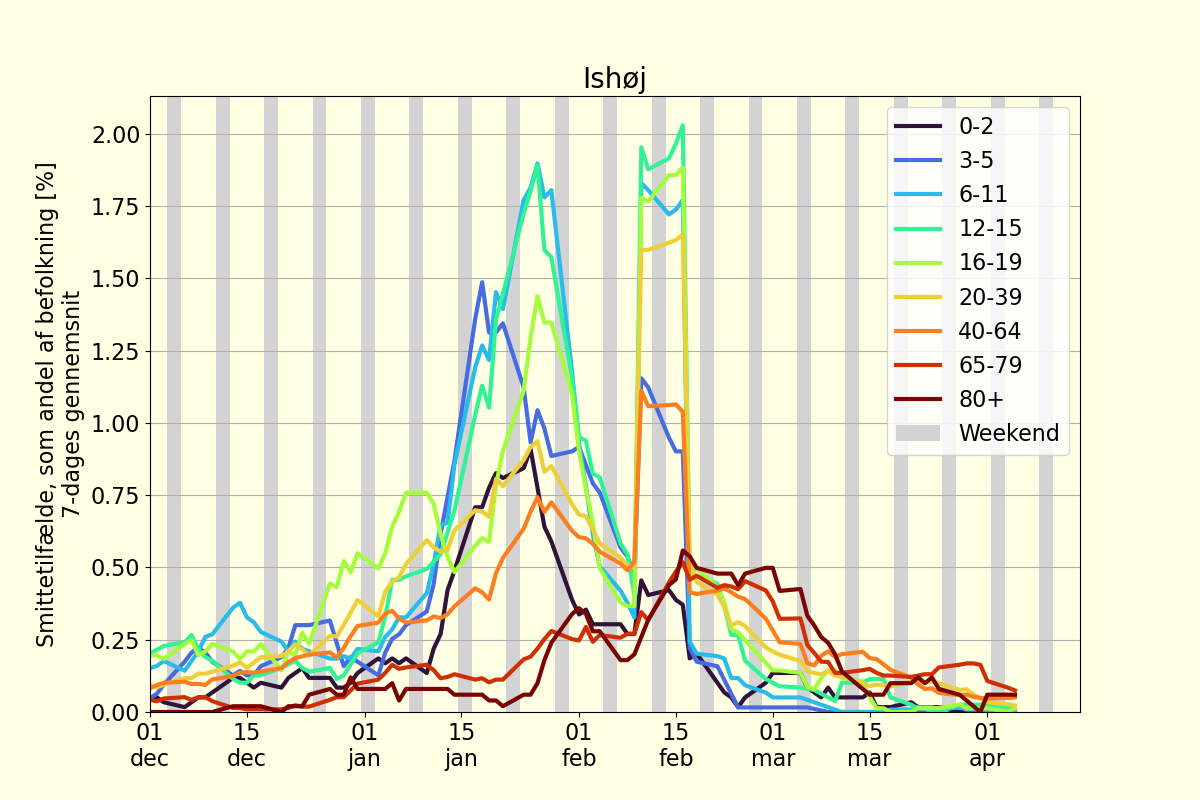 Ishøj
Smittetilfælde, som andel af befolkning [%]
7-dages gennemsnit
2.00
1.75
1.50
1.25
1.00
0.75
0.50
0.25
0.00
01 dec
15 dec
01 jan
15 jan
01 feb
15 feb
01 mar
15 mar
01 apr
0-2
3-5
6-11
12-15
16-19
20-39
40-64
65-79
80+
Weekend